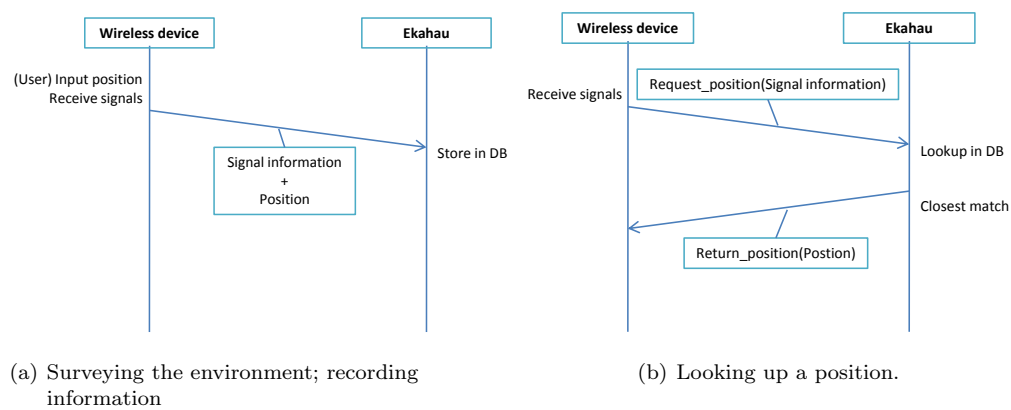 Wireless device
Ekahau
(User) Input position
Receive signals
Signal information
+
Position
Store in DB
(a) Surveying the environment; recording
information
Wireless device
Ekahau
Request_position(Signal information)
Receive signals
Lookup in DB
Closest match
Return_position(Postion)
(b) Looking up a position.